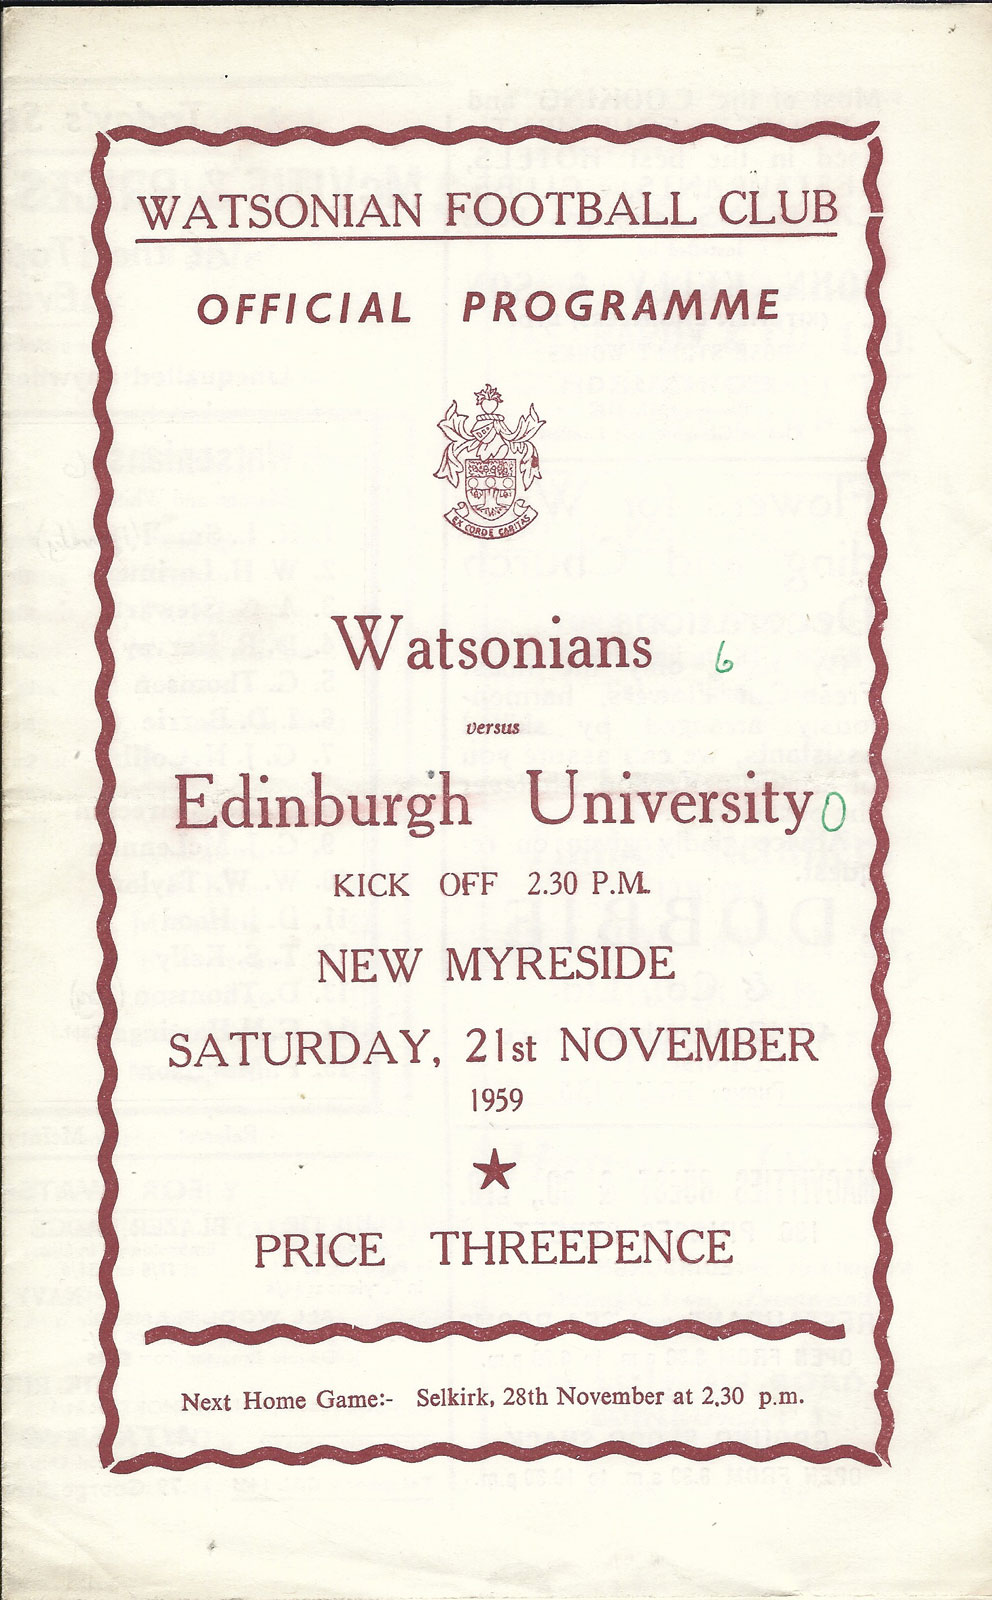 WATSONIAN FOOTBALL CLUB
OFFICIAL PROGRAMME
EX CORDE CARITAS
Watsonians 6
versus
Edinburgh University 0
KICK OFF 2.30 P.M.
NEW MYRESIDE
SATURDAY, 21st NOVEMBER
1959
PRICE THREEPENCE
Next Home Game:- Selkirk, 28th November at 2.30 p.m.